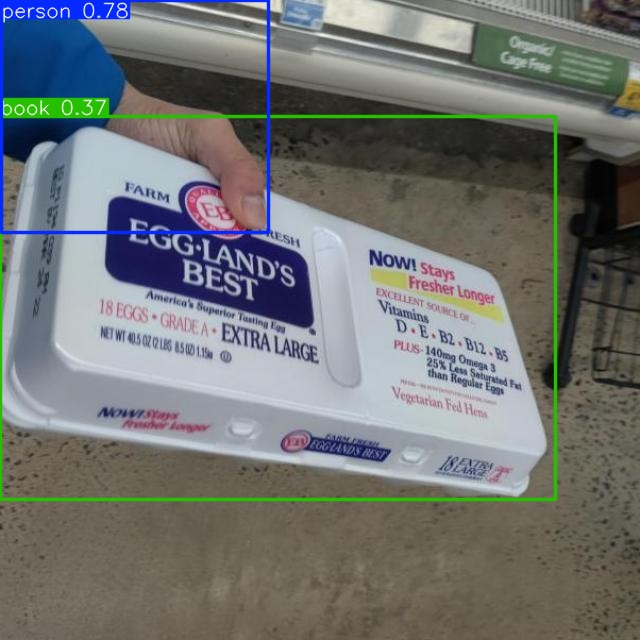 person 0.78
book 0.37
Organic/
Cage Free
FARM
EB
FRESH
EGG·LAND'S
BEST
America's Superior Tasting Egg
18 EGGS • GRADE A • EXTRA LARGE
NET WT 40.5 OZ (2 LBS 8.5 OZ) 1.15kg
NOW! Stays
Fresher Longer
EXCELLENT SOURCE OF...
Vitamins
D • E • B2 • B12 • B5
PLUS· 140mg Omega 3
25% Less Saturated Fat
than Regular Eggs
Vegetarian Fed Hens
NOW! Stays
Fresher Longer
EB
FARM FRESH
EGGLAND'S BEST
18 EXTRA
LARGE